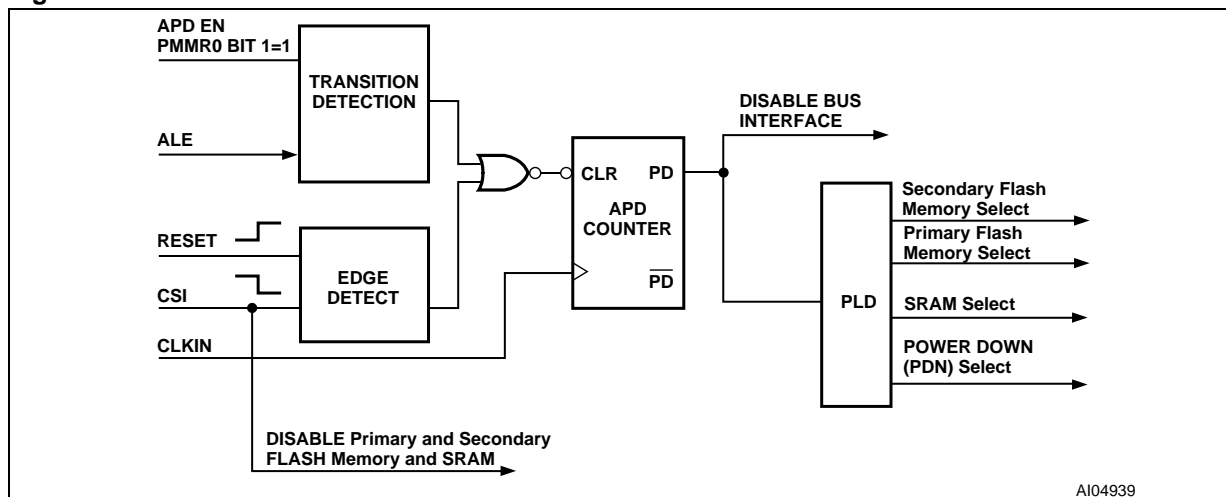 APD EN
PMMR0 BIT 1=1
TRANSITION
DETECTION
ALE
RESET
CSI
EDGE
DETECT
CLKIN
CLR
PD
APD
COUNTER
PD
DISABLE BUS
INTERFACE
PLD
Secondary Flash
Memory Select
Primary Flash
Memory Select
SRAM Select
POWER DOWN
(PDN) Select
DISABLE Primary and Secondary
FLASH Memory and SRAM
AI04939